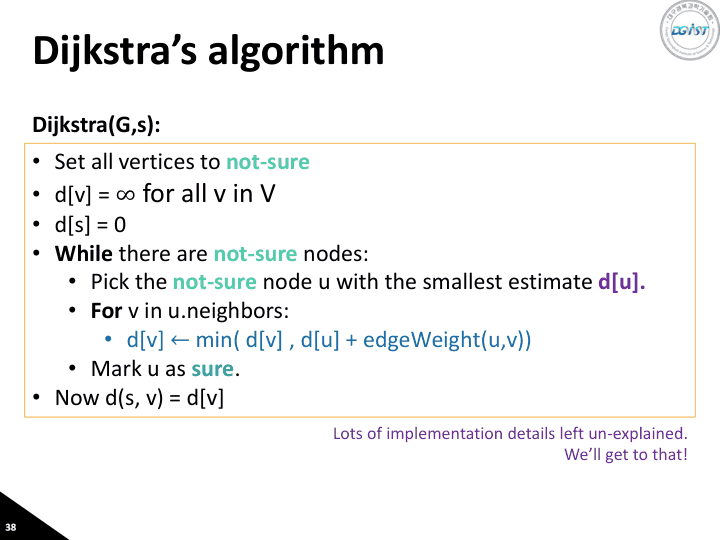 Dijkstra’s algorithm
DGIST
Dijkstra(G,s):
• Set all vertices to not-sure
• d[v] = ∞ for all v in V
• d[s] = 0
• While there are not-sure nodes:
• Pick the not-sure node u with the smallest estimate d[u].
• For v in u.neighbors:
• d[v] ← min( d[v] , d[u] + edgeWeight(u,v))
• Mark u as sure.
• Now d(s, v) = d[v]
Lots of implementation details left un-explained.
We’ll get to that!
38